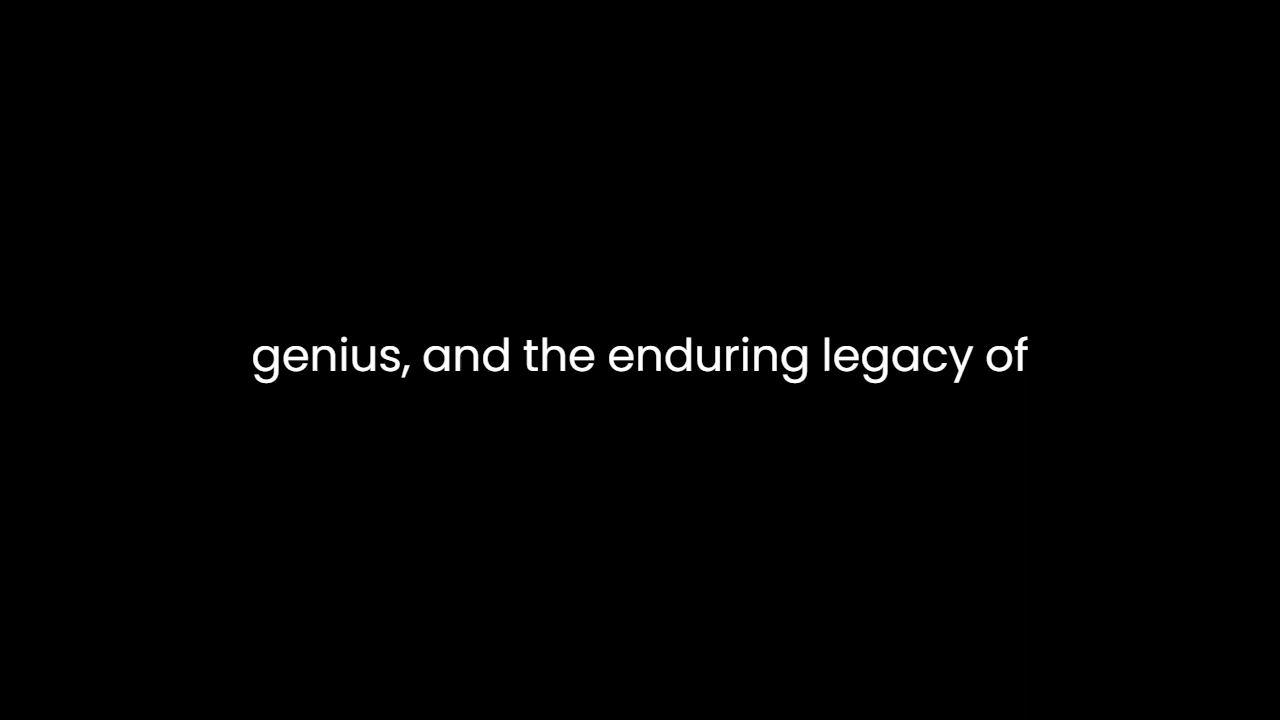 genius, and the enduring legacy of